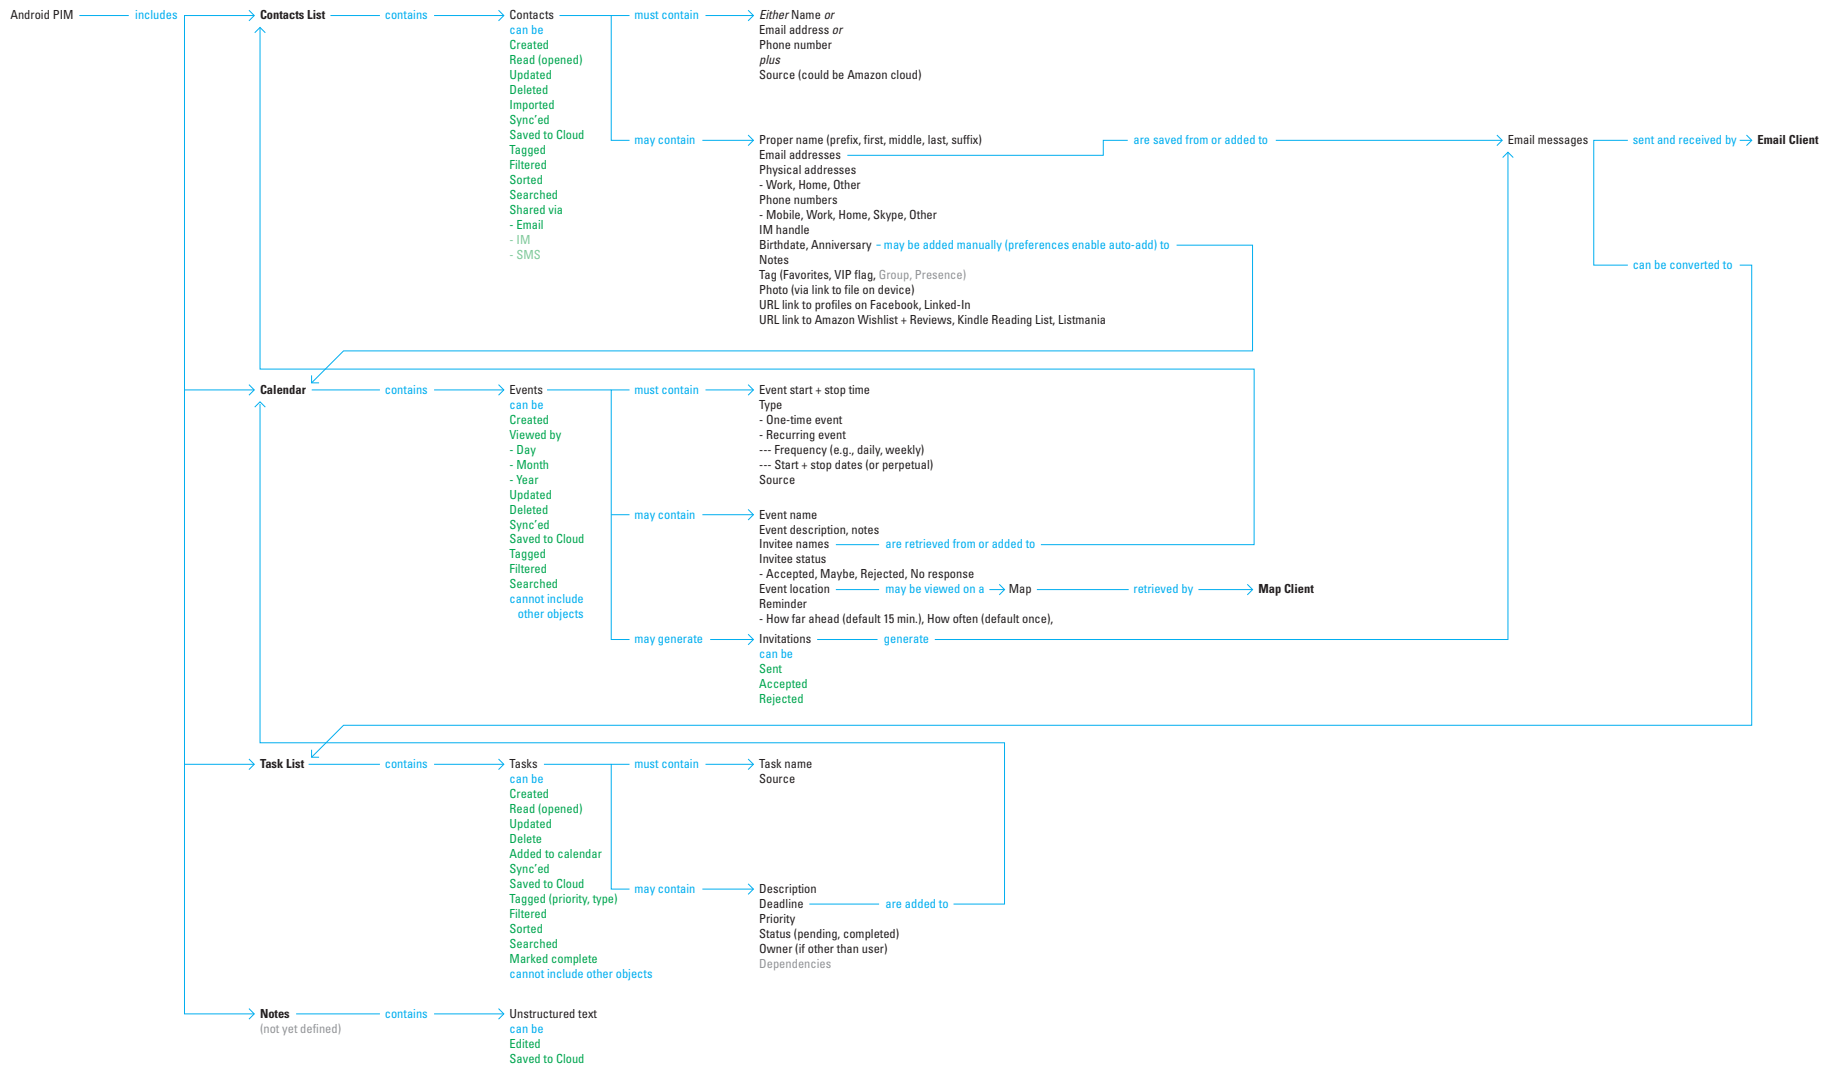 Android PIM includes Contacts List contains Contacts must contain Either Name or
can be Email address or
Created Phone number
Read (opened) plus
Updated Source (could be Amazon cloud)
Deleted
Imported
Sync'ed
Saved to Cloud may contain Proper name (prefix, first, middle, last, suffix) are saved from or added to Email messages sent and received by Email Client
Tagged Email addresses
Filtered Physical addresses
Sorted - Work, Home, Other
Searched Phone numbers
Shared via - Mobile, Work, Home, Skype, Other
- Email IM handle
- IM Birthdate, Anniversary - may be added manually (preferences enable auto-add) to
- SMS Notes
can be converted to
Tag (Favorites, VIP flag, Group, Presence)
Photo (via link to file on device)
URL link to profiles on Facebook, Linked-In
URL link to Amazon Wishlist + Reviews, Kindle Reading List, Listmania
Calendar contains Events must contain Event start + stop time
can be Type
Created - One-time event
Viewed by - Recurring event
- Day --- Frequency (e.g., daily, weekly)
- Month --- Start + stop dates (or perpetual)
- Year Source
Updated
Deleted may contain Event name
Sync'ed Event description, notes
Saved to Cloud Invitee names are retrieved from or added to
Tagged Invitee status
Filtered - Accepted, Maybe, Rejected, No response
Searched Event location may be viewed on a Map retrieved by Map Client
cannot include Reminder
other objects - How far ahead (default 15 min.), How often (default once),
may generate Invitations generate
can be
Sent
Accepted
Rejected
Task List contains Tasks must contain Task name
can be Source
Created
Read (opened)
Updated
Delete
Added to calendar
Sync'ed
Saved to Cloud may contain Description
Tagged (priority, type) Deadline are added to
Filtered Priority
Sorted Status (pending, completed)
Searched Owner (if other than user)
Marked complete Dependencies
cannot include other objects
Notes contains Unstructured text
(not yet defined) can be
Edited
Saved to Cloud